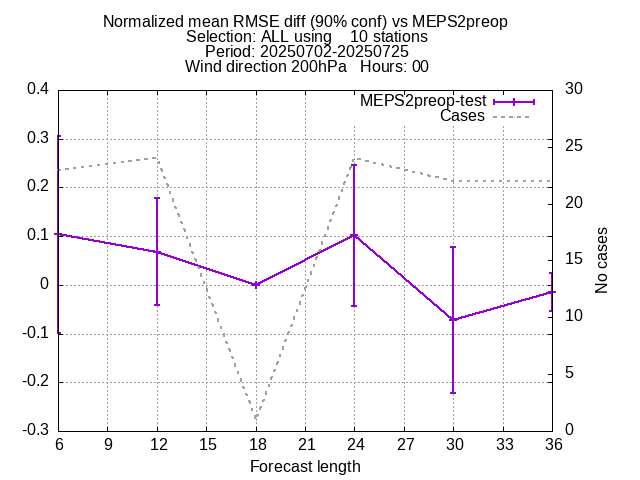 Normalized mean RMSE diff (90% conf) vs MEPS2preop
Selection: ALL using    10 stations
Period: 20250702-20250725
Wind direction 200hPa   Hours: 00
MEPS2preop-test
Cases
0.4
0.3
0.2
0.1
0
-0.1
-0.2
-0.3
30
25
20
15
10
5
0
No cases
6 9 12 15 18 21 24 27 30 33 36
Forecast length